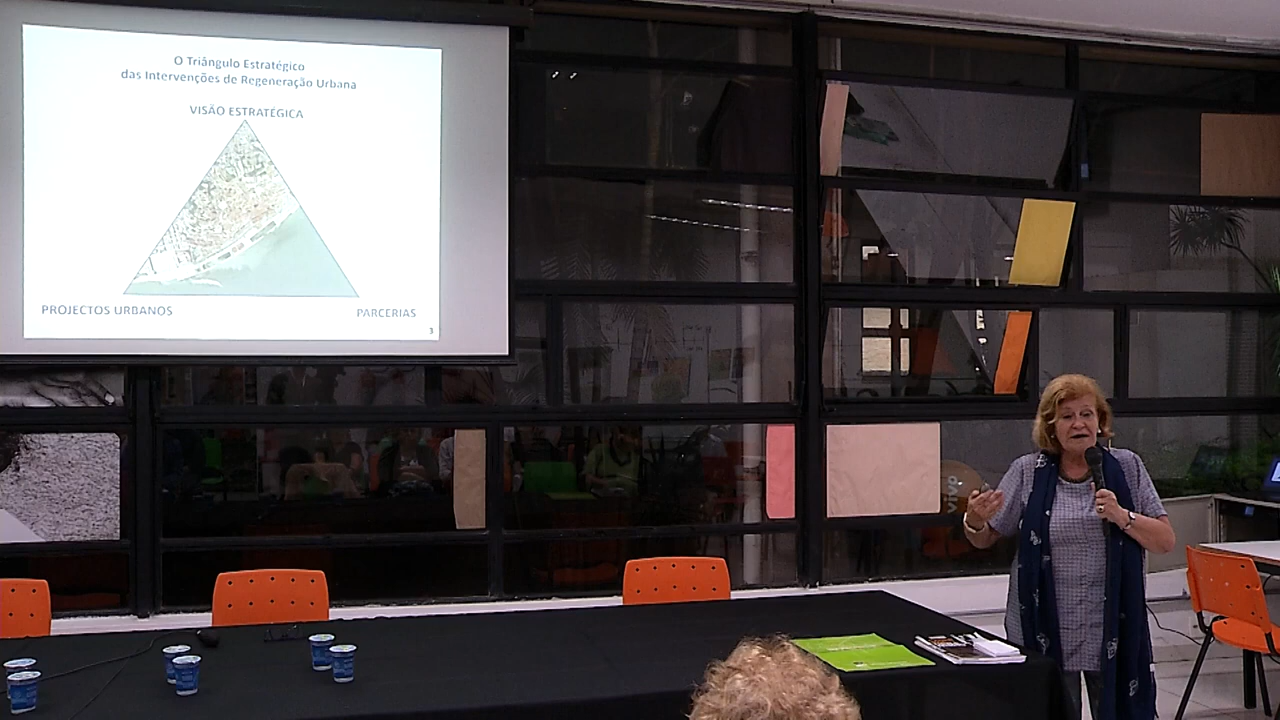 O Triângulo Estratégico
das Intervenções de Regeneração Urbana
VISÃO ESTRATÉGICA
PROJECTOS URBANOS
PARCERIAS
3